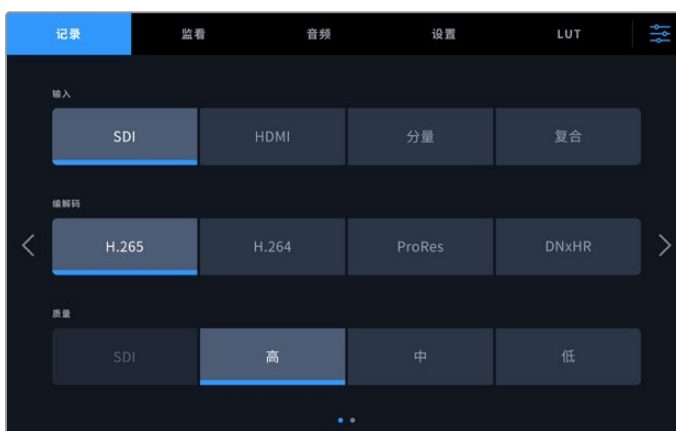 记录 监看 音频 设置 LUT
输入
SDI HDMI 分量 复合
编解码
H.265 H.264 ProRes DNxHR
质量
SDI 高 中 低